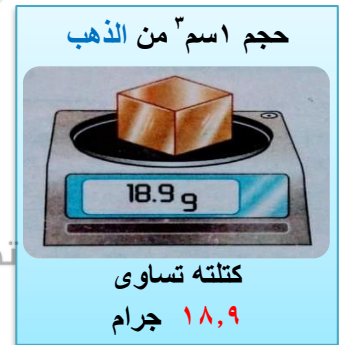 حجم ١سم٣ من الذهب
18.9 g
كتلته تساوى
١٨,٩ جرام